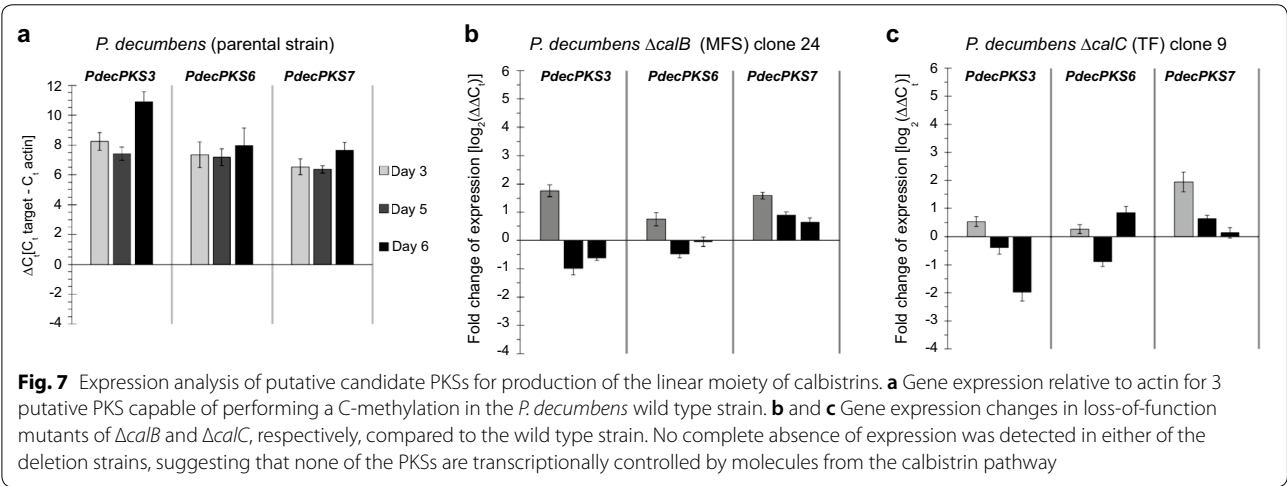 a
P. decumbens (parental strain)
PdecPKS3 PdecPKS6 PdecPKS7
12
10
8
6
4
2
0
-2
-4
ΔCt[Ct target - Ct actin]
Day 3
Day 5
Day 6
b
P. decumbens ΔcalB (MFS) clone 24
PdecPKS3 PdecPKS6 PdecPKS7
6
5
4
3
2
1
0
-1
-2
-3
-4
Fold change of expression [log2(ΔΔCt)]
c
P. decumbens ΔcalC (TF) clone 9
PdecPKS3 PdecPKS6 PdecPKS7
6
5
4
3
2
1
0
-1
-2
-3
-4
Fold change of expression [log2(ΔΔCt)]
Fig. 7 Expression analysis of putative candidate PKSs for production of the linear moiety of calbistrins. a Gene expression relative to actin for 3
putative PKS capable of performing a C-methylation in the P. decumbens wild type strain. b and c Gene expression changes in loss-of-function
mutants of ΔcalB and ΔcalC, respectively, compared to the wild type strain. No complete absence of expression was detected in either of the
deletion strains, suggesting that none of the PKSs are transcriptionally controlled by molecules from the calbistrin pathway